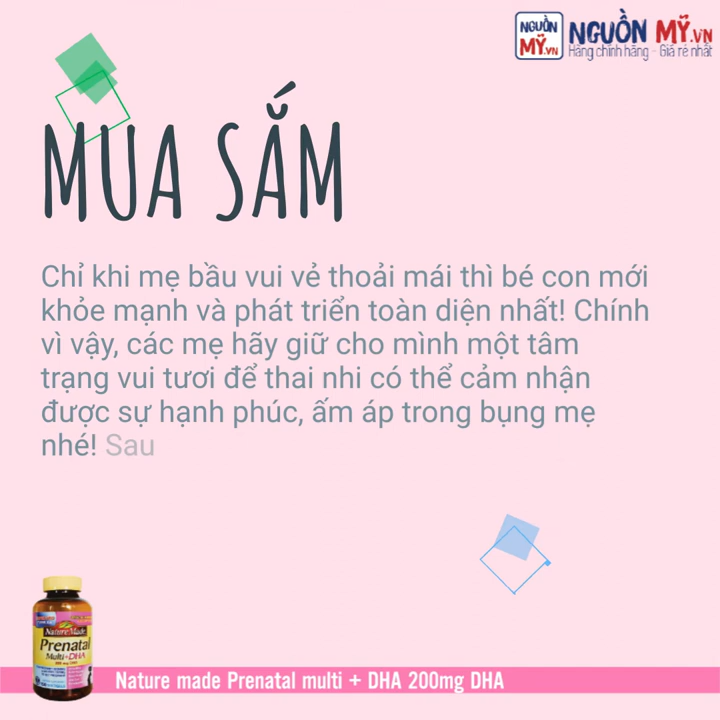 NGUỒN
MỸ.VN
NGUỒN MỸ.VN
Hàng chính hãng - Giá rẻ nhất
MUA SẮM
Chỉ khi mẹ bầu vui vẻ thoải mái thì bé con mới
khỏe mạnh và phát triển toàn diện nhất! Chính
vì vậy, các mẹ hãy giữ cho mình một tâm
trạng vui tươi để thai nhi có thể cảm nhận
được sự hạnh phúc, ấm áp trong bụng mẹ
nhé! Sau
Nature Made
Prenatal
Multi+DHA
Nature made Prenatal multi + DHA 200mg DHA